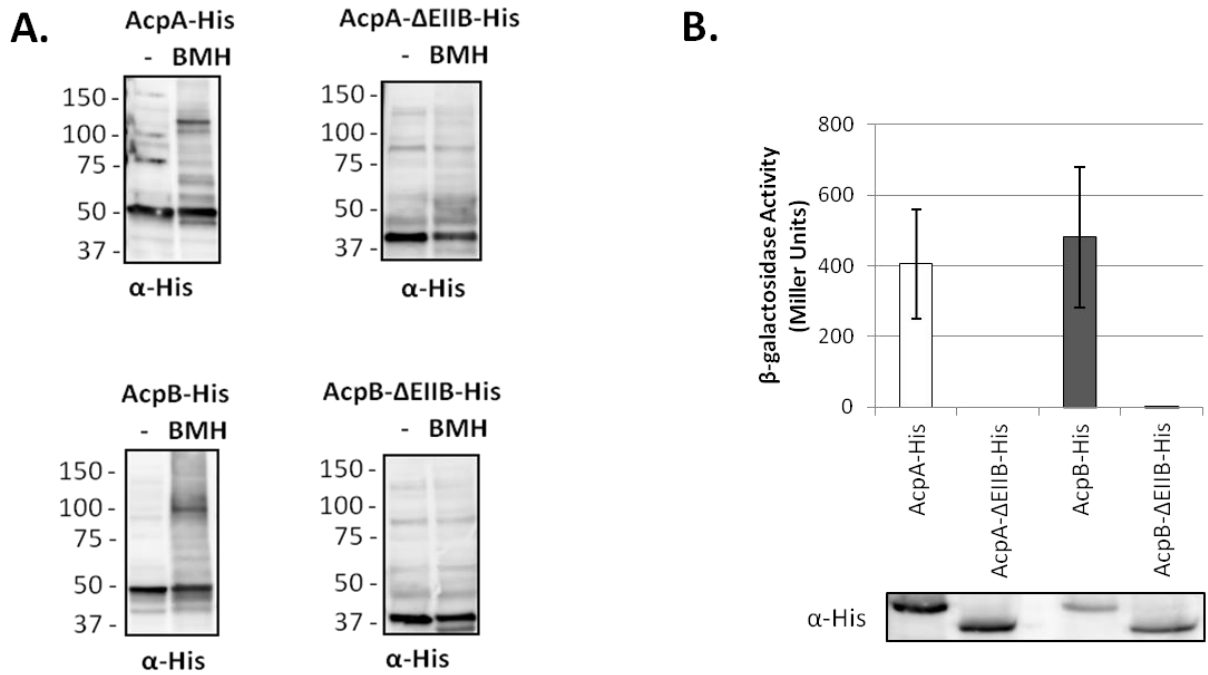 A.
AcpA-His
- BMH
150 -
100 -
75 -
50 -
37 -
α-His
AcpA-ΔEIIB-His
- BMH
150 -
100 -
75 -
50 -
37 -
α-His
AcpB-His
- BMH
150 -
100 -
75 -
50 -
37 -
α-His
AcpB-ΔEIIB-His
- BMH
150 -
100 -
75 -
50 -
37 -
α-His
B.
β-galactosidase Activity
(Miller Units)
800
600
400
200
0
AcpA-His
AcpA-ΔEIIB-His
AcpB-His
AcpB-ΔEIIB-His
α-His